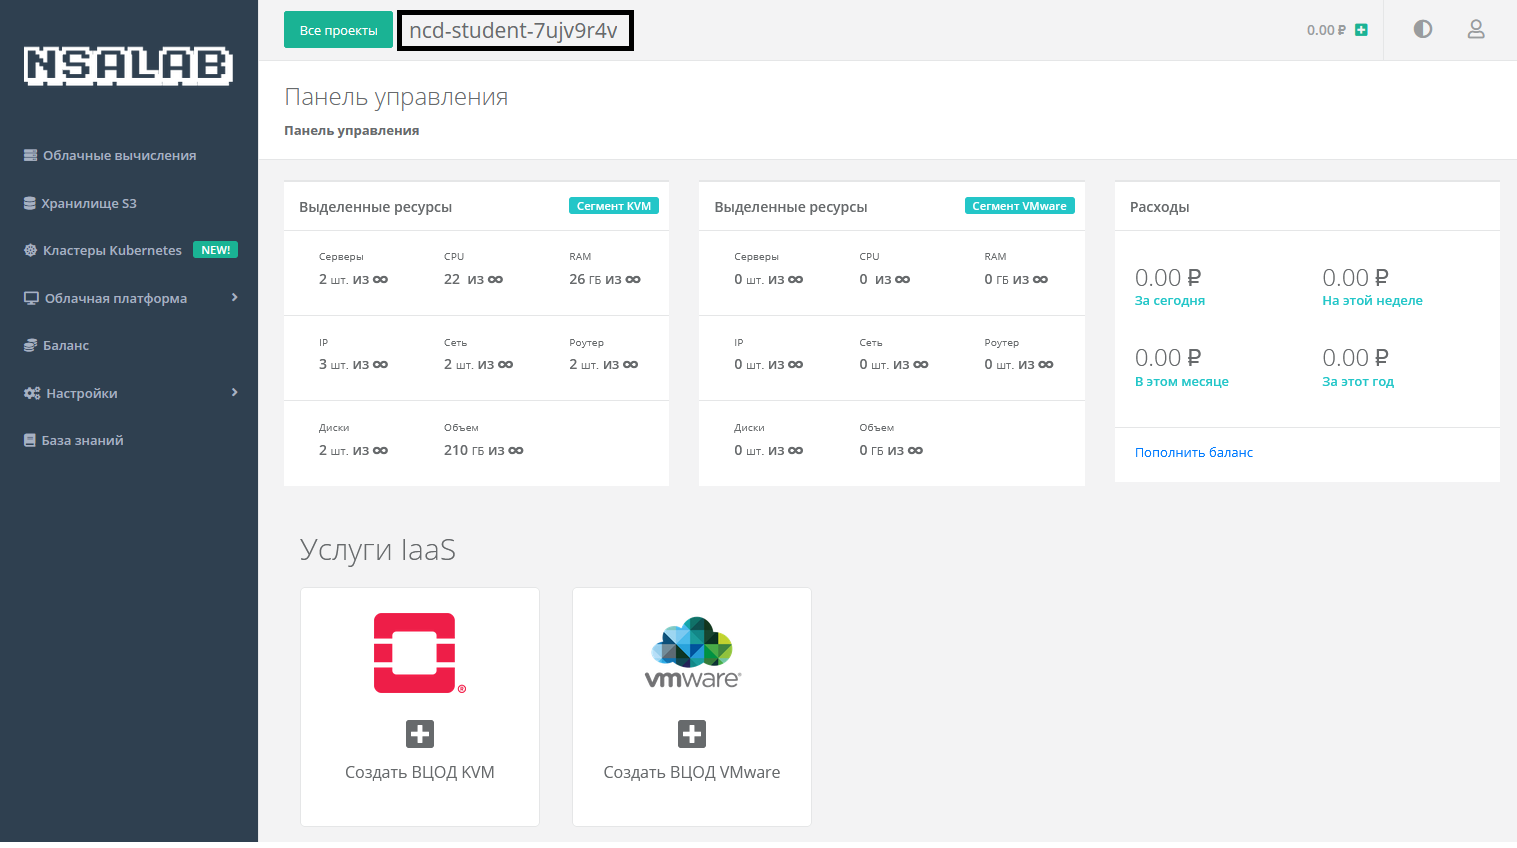 NSALAB
Все проекты
ncd-student-7ujv9r4v
0.00 ₽
Облачные вычисления
Хранилище S3
Кластеры Kubernetes NEW!
Облачная платформа
Баланс
Настройки
База знаний
Панель управления
Панель управления
Выделенные ресурсы Сегмент KVM
Серверы CPU RAM
2 шт. из ∞ 22 из ∞ 26 ГБ из ∞
IP Сеть Роутер
3 шт. из ∞ 2 шт. из ∞ 2 шт. из ∞
Диски Объем
2 шт. из ∞ 210 ГБ из ∞
Выделенные ресурсы Сегмент VMware
Серверы CPU RAM
0 шт. из ∞ 0 из ∞ 0 ГБ из ∞
IP Сеть Роутер
0 шт. из ∞ 0 шт. из ∞ 0 шт. из ∞
Диски Объем
0 шт. из ∞ 0 ГБ из ∞
Расходы
0.00 ₽ 0.00 ₽
За сегодня На этой неделе
0.00 ₽ 0.00 ₽
В этом месяце За этот год
Пополнить баланс
Услуги IaaS
Создать ВЦОД KVM
vmware®
Создать ВЦОД VMware